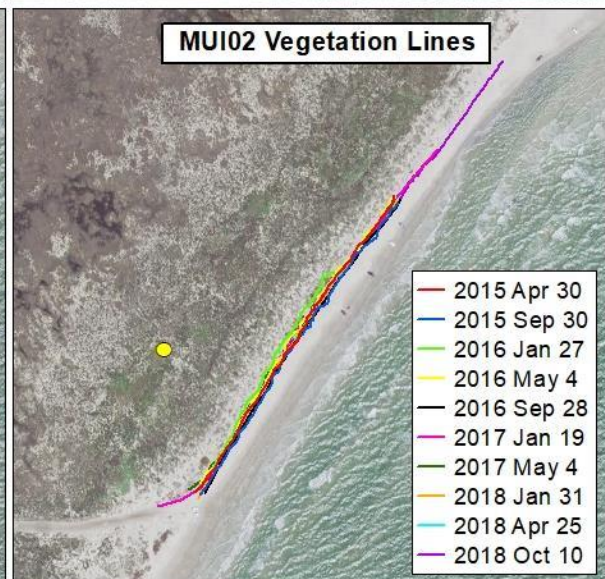 MUI02 Vegetation Lines
2015 Apr 30
2015 Sep 30
2016 Jan 27
2016 May 4
2016 Sep 28
2017 Jan 19
2017 May 4
2018 Jan 31
2018 Apr 25
2018 Oct 10